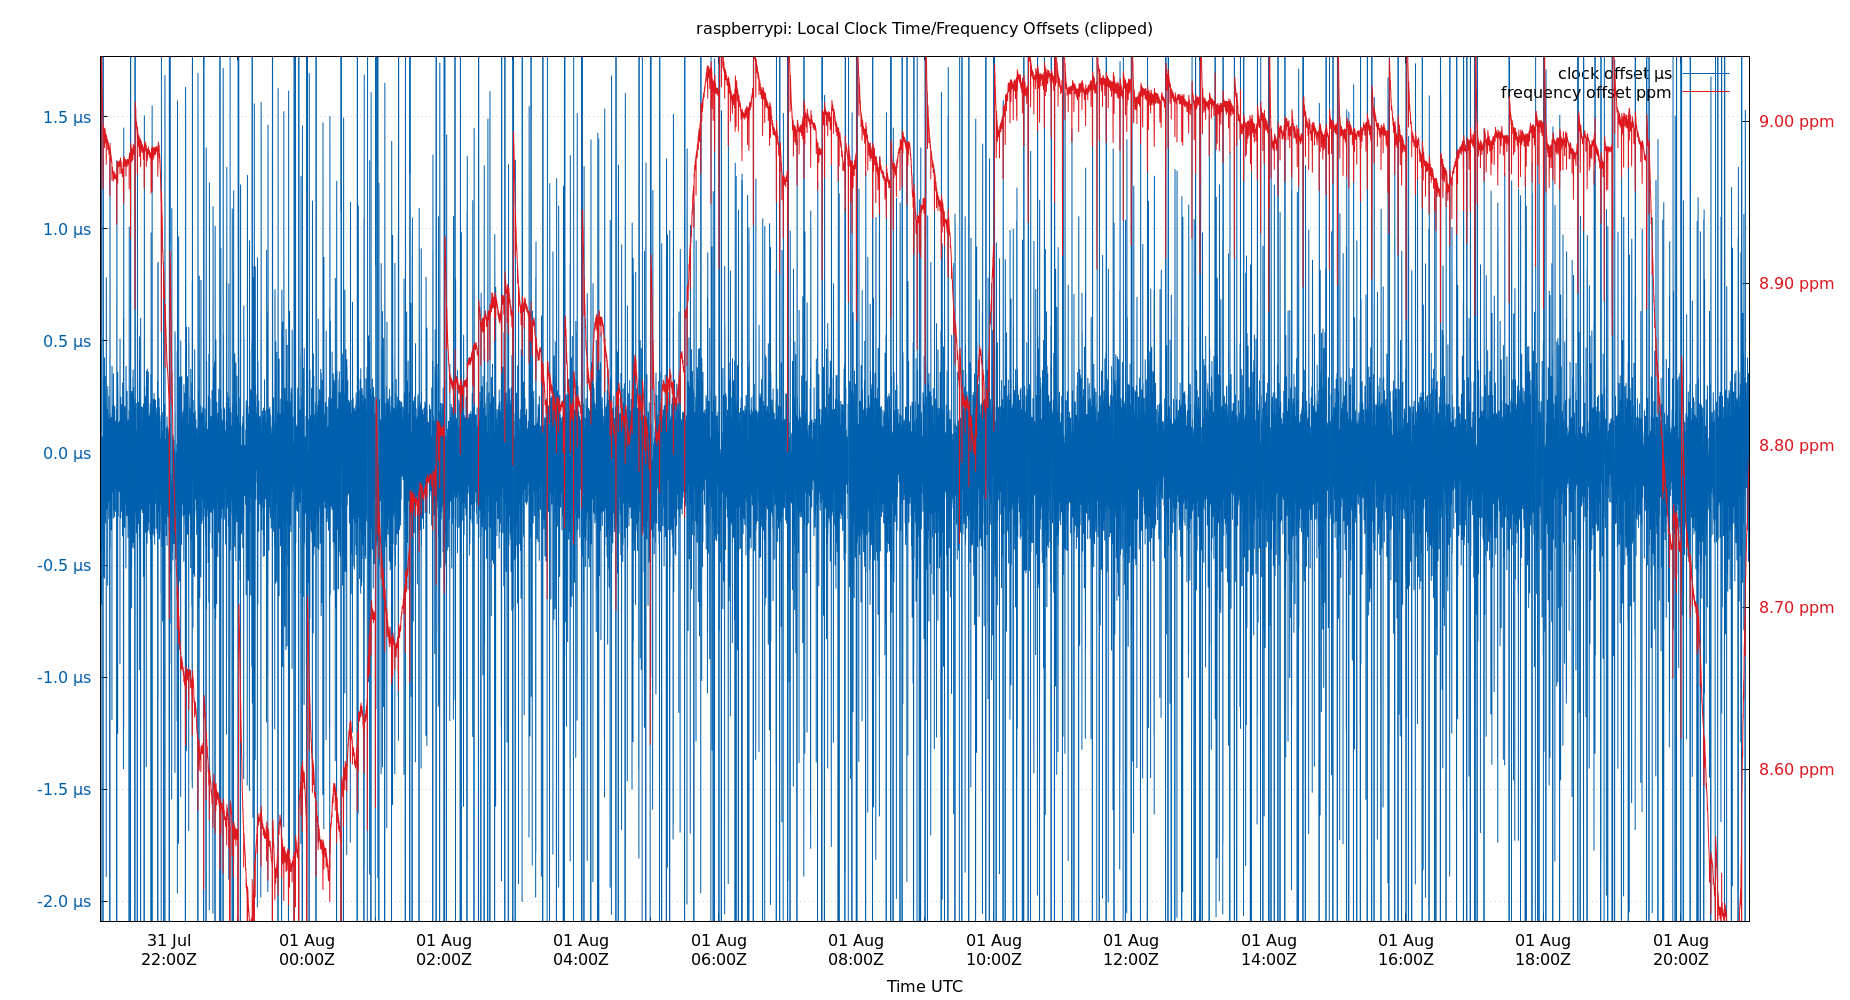 raspberrypi: Local Clock Time/Frequency Offsets (clipped)
clock offset µs
frequency offset ppm
1.5 µs
1.0 µs
0.5 µs
0.0 µs
-0.5 µs
-1.0 µs
-1.5 µs
-2.0 µs
9.00 ppm
8.90 ppm
8.80 ppm
8.70 ppm
8.60 ppm
31 Jul 01 Aug 01 Aug 01 Aug 01 Aug 01 Aug 01 Aug 01 Aug 01 Aug 01 Aug 01 Aug 01 Aug
22:00Z 00:00Z 02:00Z 04:00Z 06:00Z 08:00Z 10:00Z 12:00Z 14:00Z 16:00Z 18:00Z 20:00Z
Time UTC